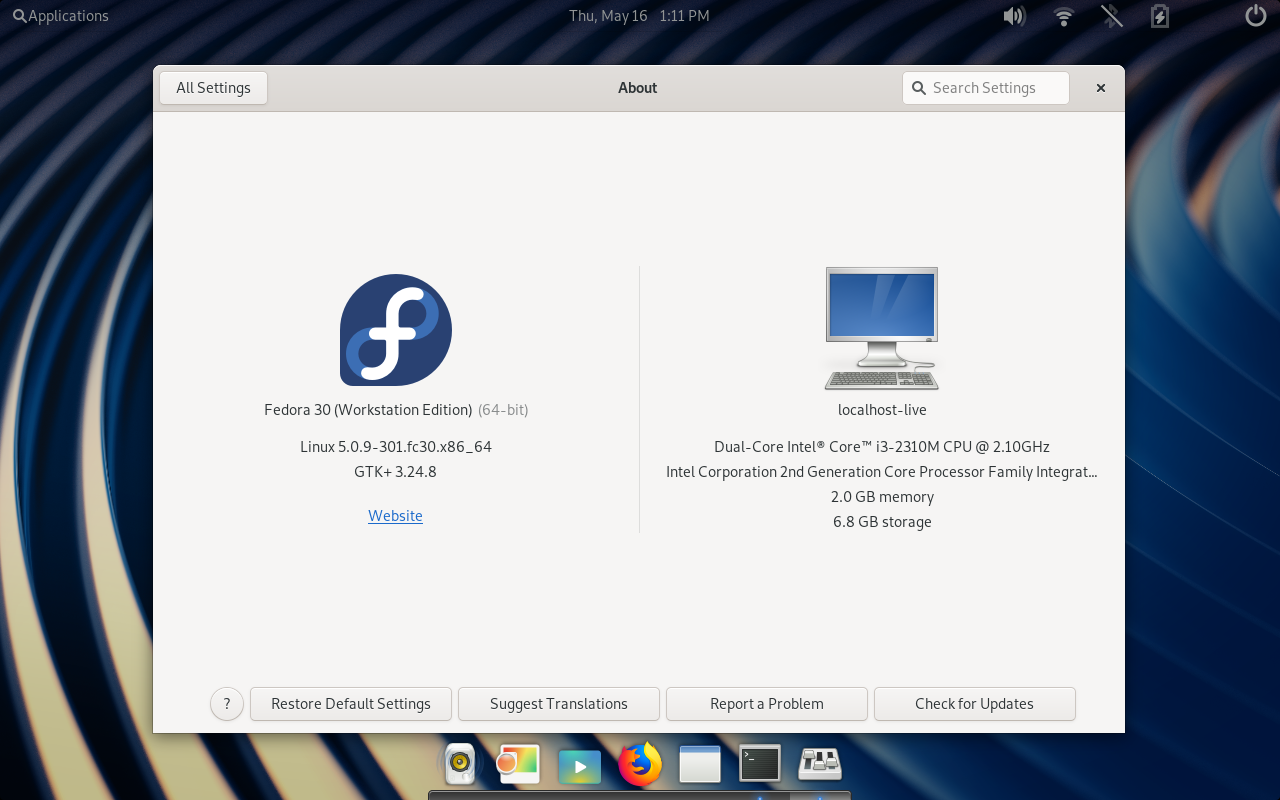 Applications
Thu, May 16 1:11 PM
All Settings
About
Search Settings
Fedora 30 (Workstation Edition) (64-bit)
Linux 5.0.9-301.fc30.x86_64
GTK+ 3.24.8
Website
localhost-live
Dual-Core Intel® Core™ i3-2310M CPU @ 2.10GHz
Intel Corporation 2nd Generation Core Processor Family Integrat...
2.0 GB memory
6.8 GB storage
?
Restore Default Settings
Suggest Translations
Report a Problem
Check for Updates
>_